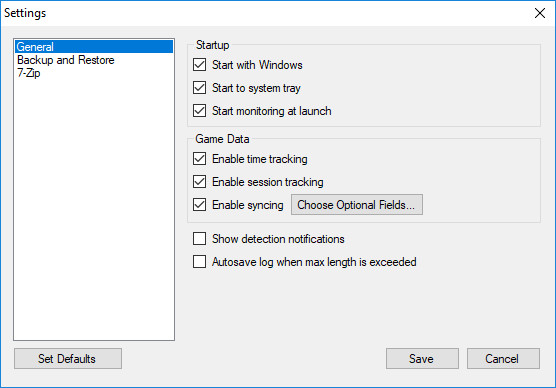 Settings
General
Backup and Restore
7-Zip
Startup
Start with Windows
Start to system tray
Start monitoring at launch
Game Data
Enable time tracking
Enable session tracking
Enable syncing
Choose Optional Fields...
Show detection notifications
Autosave log when max length is exceeded
Set Defaults
Save
Cancel